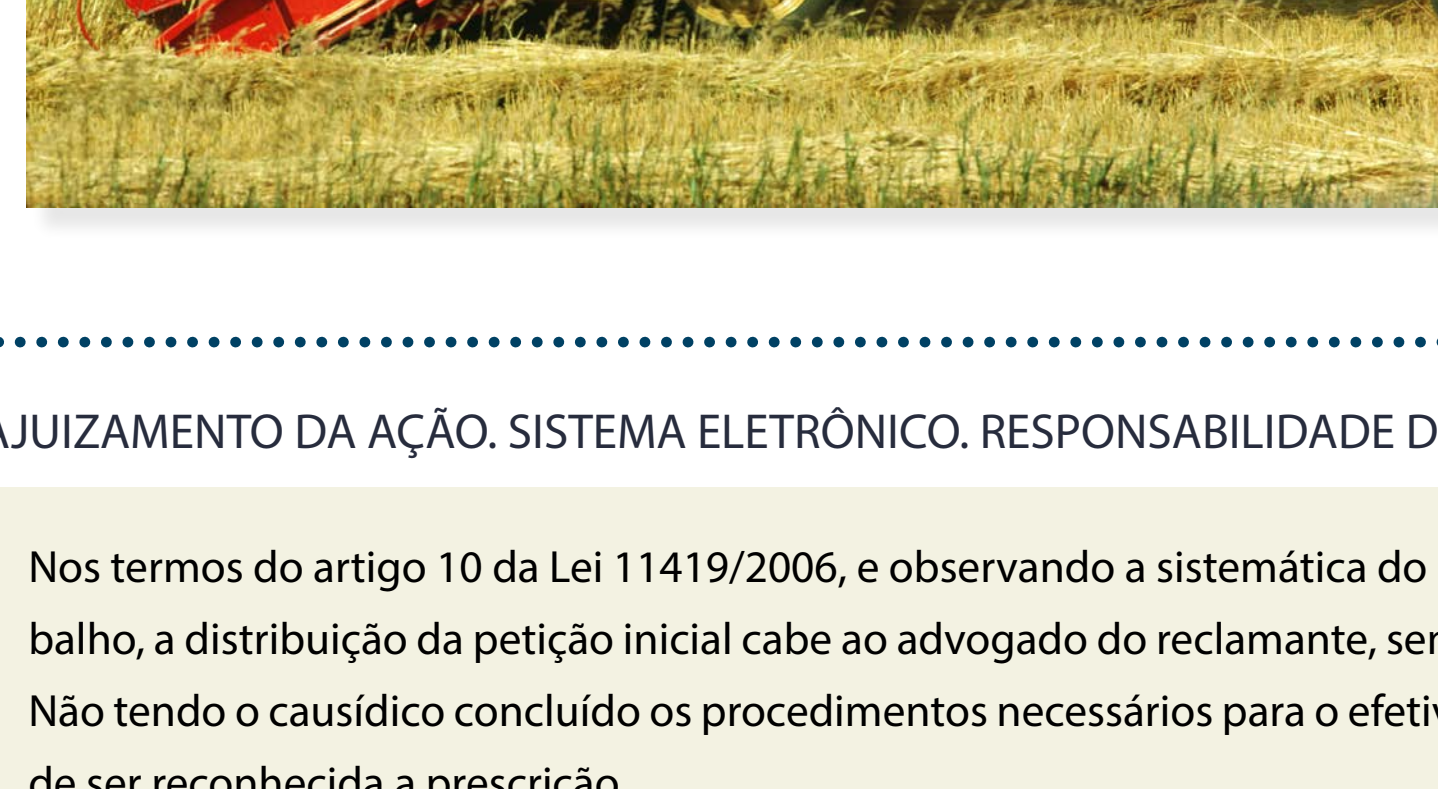 AJUIZAMENTO DA AÇÃO. SISTEMA ELETRÔNICO. RESPONSABILIDADE D
Nos termos do artigo 10 da Lei 11419/2006, e observando a sistemática do
balho, a distribuição da petição inicial cabe ao advogado do reclamante, ser
Não tendo o causídico concluído os procedimentos necessários para o efetiv
de ser reconhecida a prescrição.